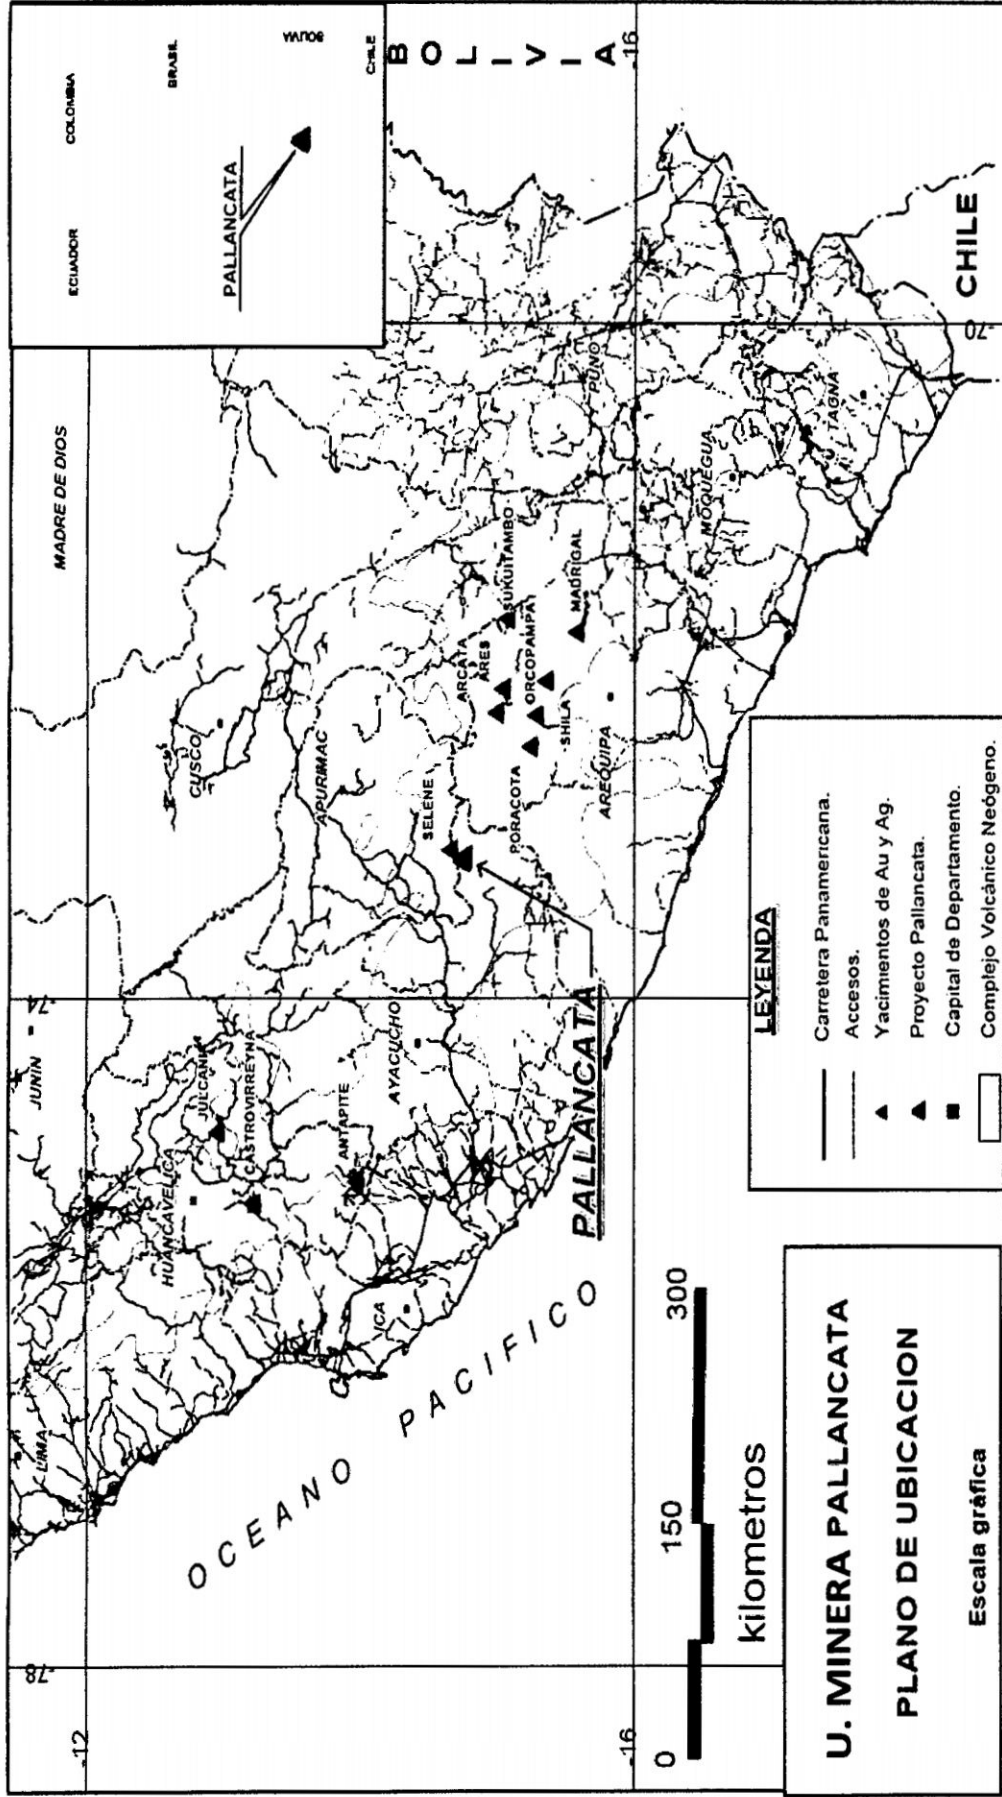 ECUADOR
COLOMBIA
BRASIL
BOLIVIA
CHILE
PALLANCATA
MADRE DE DIOS
BOLIVIA
CHILE
-12
-12
-16
-16
-78
-74
-70
LIMA
JUNIN
HUANCAVELICA
JULCANI
CASTROVIRREYNA
ANTAPITE
AYACUCHO
ICA
CUSCO
APURIMAC
SELENE
ARCATA
ARES
SUKUITAMBO
ORCOPAMPA
MADRIGAL
SHILA
PORACOTA
AREQUIPA
PUNO
MOQUEGUA
TACNA
PALLANCATA
OCEANO PACIFICO
0 150 300
kilometros
U. MINERA PALLANCATA
PLANO DE UBICACION
Escala gráfica
LEYENDA
Carretera Panamericana.
Accesos.
Yacimientos de Au y Ag.
Proyecto Pallancata.
Capital de Departamento.
Complejo Volcánico Neógeno.